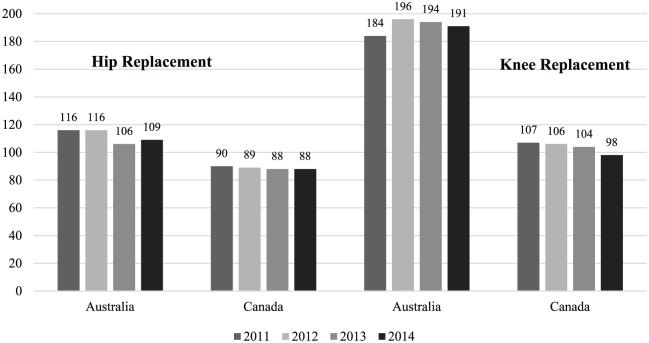 200
180
160
140
120
100
80
60
40
20
0
Hip Replacement
Knee Replacement
116 116 106 109
90 89 88 88
184 196 194 191
107 106 104 98
Australia Canada Australia Canada
2011 2012 2013 2014